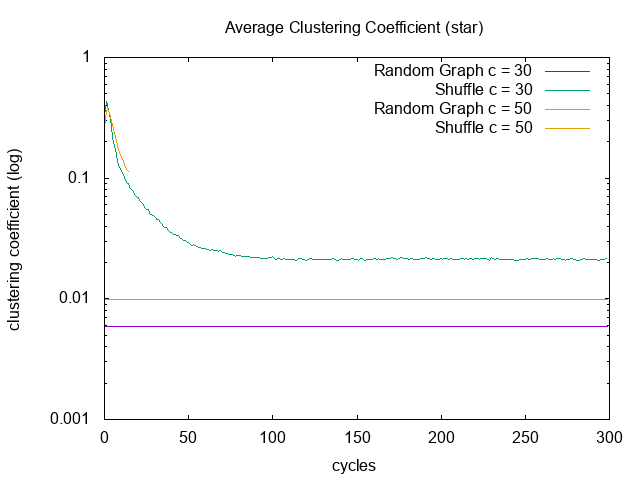 Average Clustering Coefficient (star)
1
0.1
0.01
0.001
clustering coefficient (log)
Random Graph c = 30
Shuffle c = 30
Random Graph c = 50
Shuffle c = 50
0 50 100 150 200 250 300
cycles